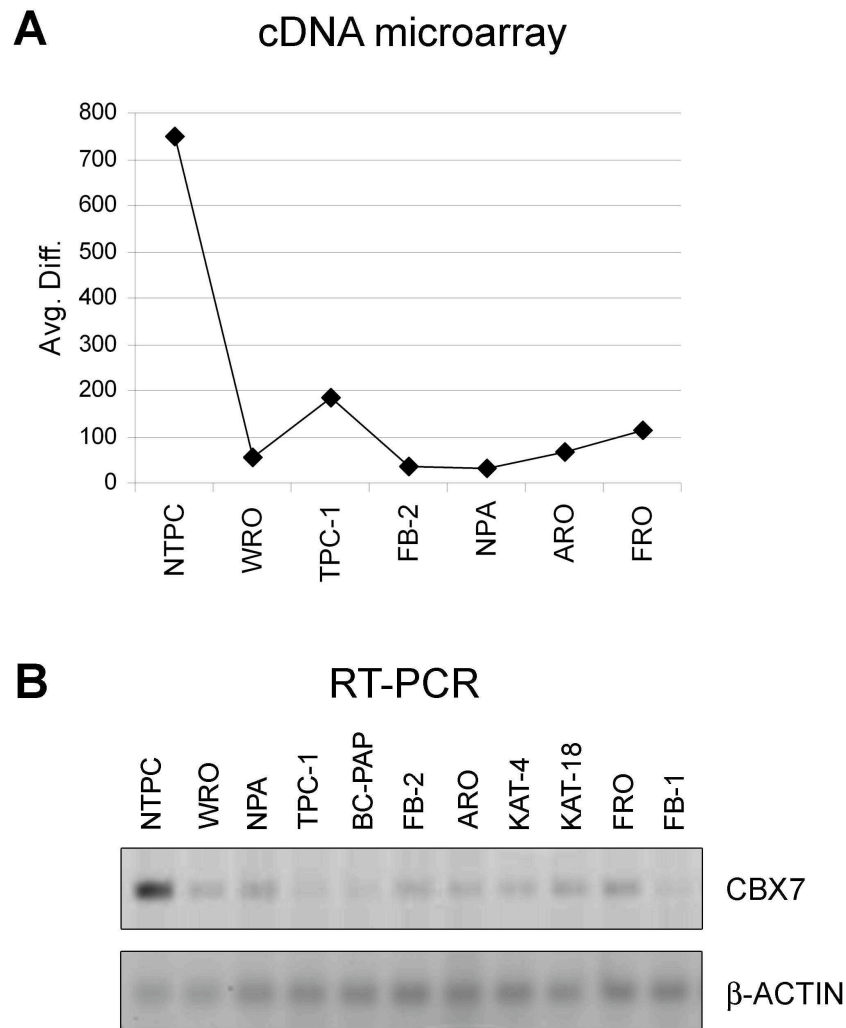 A
cDNA microarray
800
700
600
500
400
300
200
100
0
Avg. Diff.
NTPC
WRO
TPC-1
FB-2
NPA
ARO
FRO
B
RT-PCR
NTPC
WRO
NPA
TPC-1
BC-PAP
FB-2
ARO
KAT-4
KAT-18
FRO
FB-1
CBX7
β-ACTIN